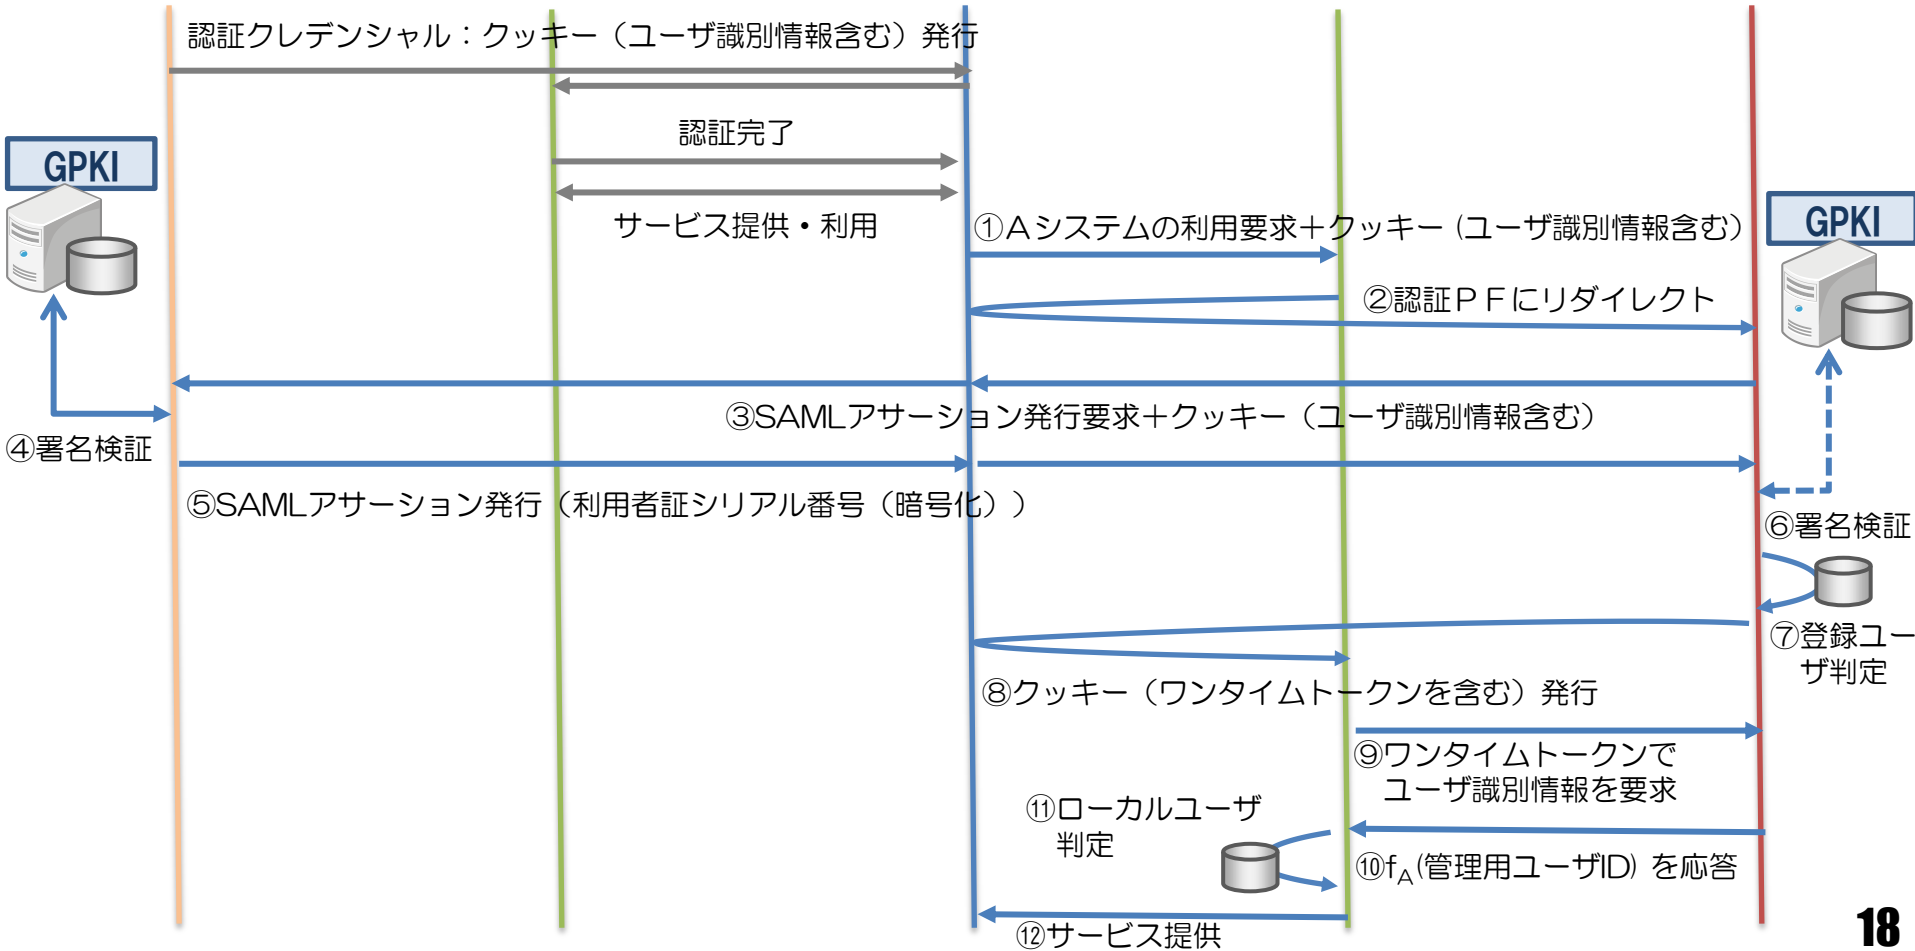 認証クレデンシャル：クッキー（ユーザ識別情報含む）発行
認証完了
GPKI
サービス提供・利用
①Ａシステムの利用要求＋クッキー（ユーザ識別情報含む）
GPKI
②認証ＰＦにリダイレクト
③SAMLアサーション発行要求＋クッキー（ユーザ識別情報含む）
④署名検証
⑤SAMLアサーション発行（利用者証シリアル番号（暗号化））
⑥署名検証
⑦登録ユー
ザ判定
⑧クッキー（ワンタイムトークンを含む）発行
⑨ワンタイムトークンで
ユーザ識別情報を要求
⑪ローカルユーザ
判定
⑩fA(管理用ユーザID) を応答
⑫サービス提供
18